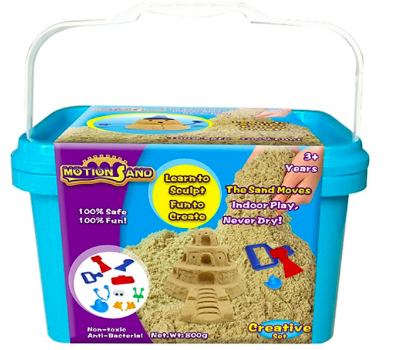 MOTION SAND
100% Safe
100% Fun!
Learn to
Sculpt
Fun to
Create
3+
Years
The Sand Moves
Indoor Play,
Never Dry!
Non-toxic
Anti-Bacterial
Net.Wt:800g
Creative
Set